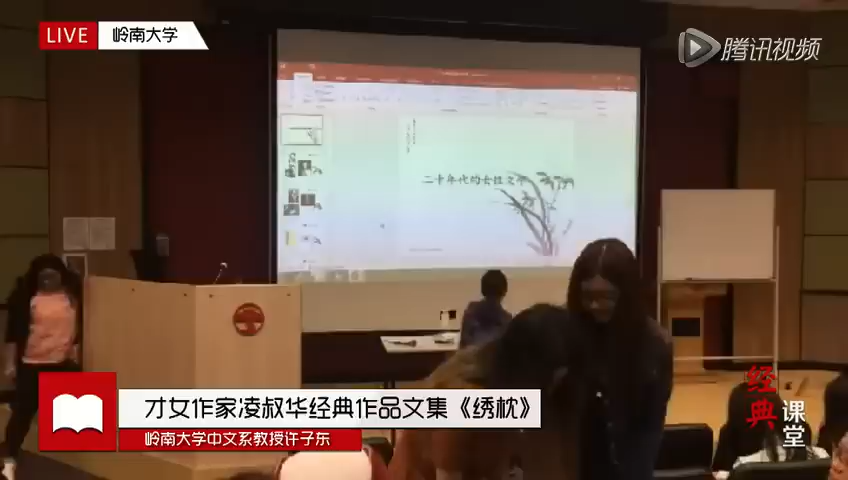 LIVE
岭南大学
腾讯视频
二十年代的女性文学
经典
课堂
才女作家凌叔华经典作品文集《绣枕》
岭南大学中文系教授许子东